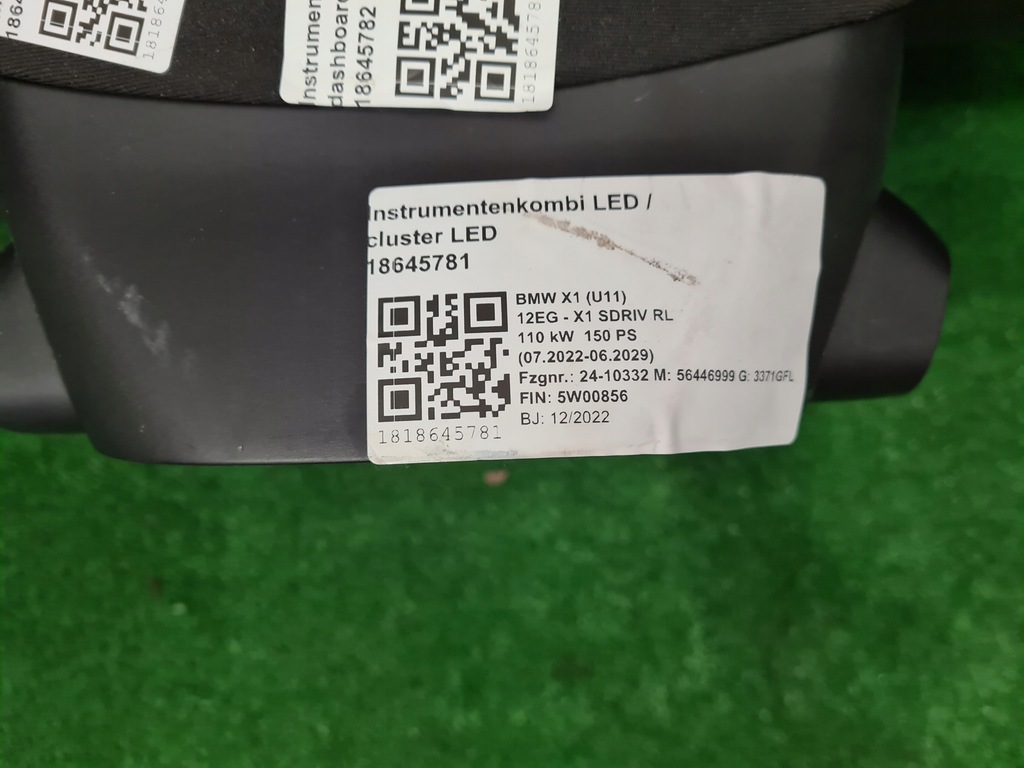 18645782
1818645782
Instrumentenkombi LED /
cluster LED
18645781
BMW X1 (U11)
12EG - X1 SDRIV RL
110 kW 150 PS
(07.2022-06.2029)
Fzgnr.: 24-10332 M: 56446999 G: 3371GFL
FIN: 5W00856
BJ: 12/2022
1818645781